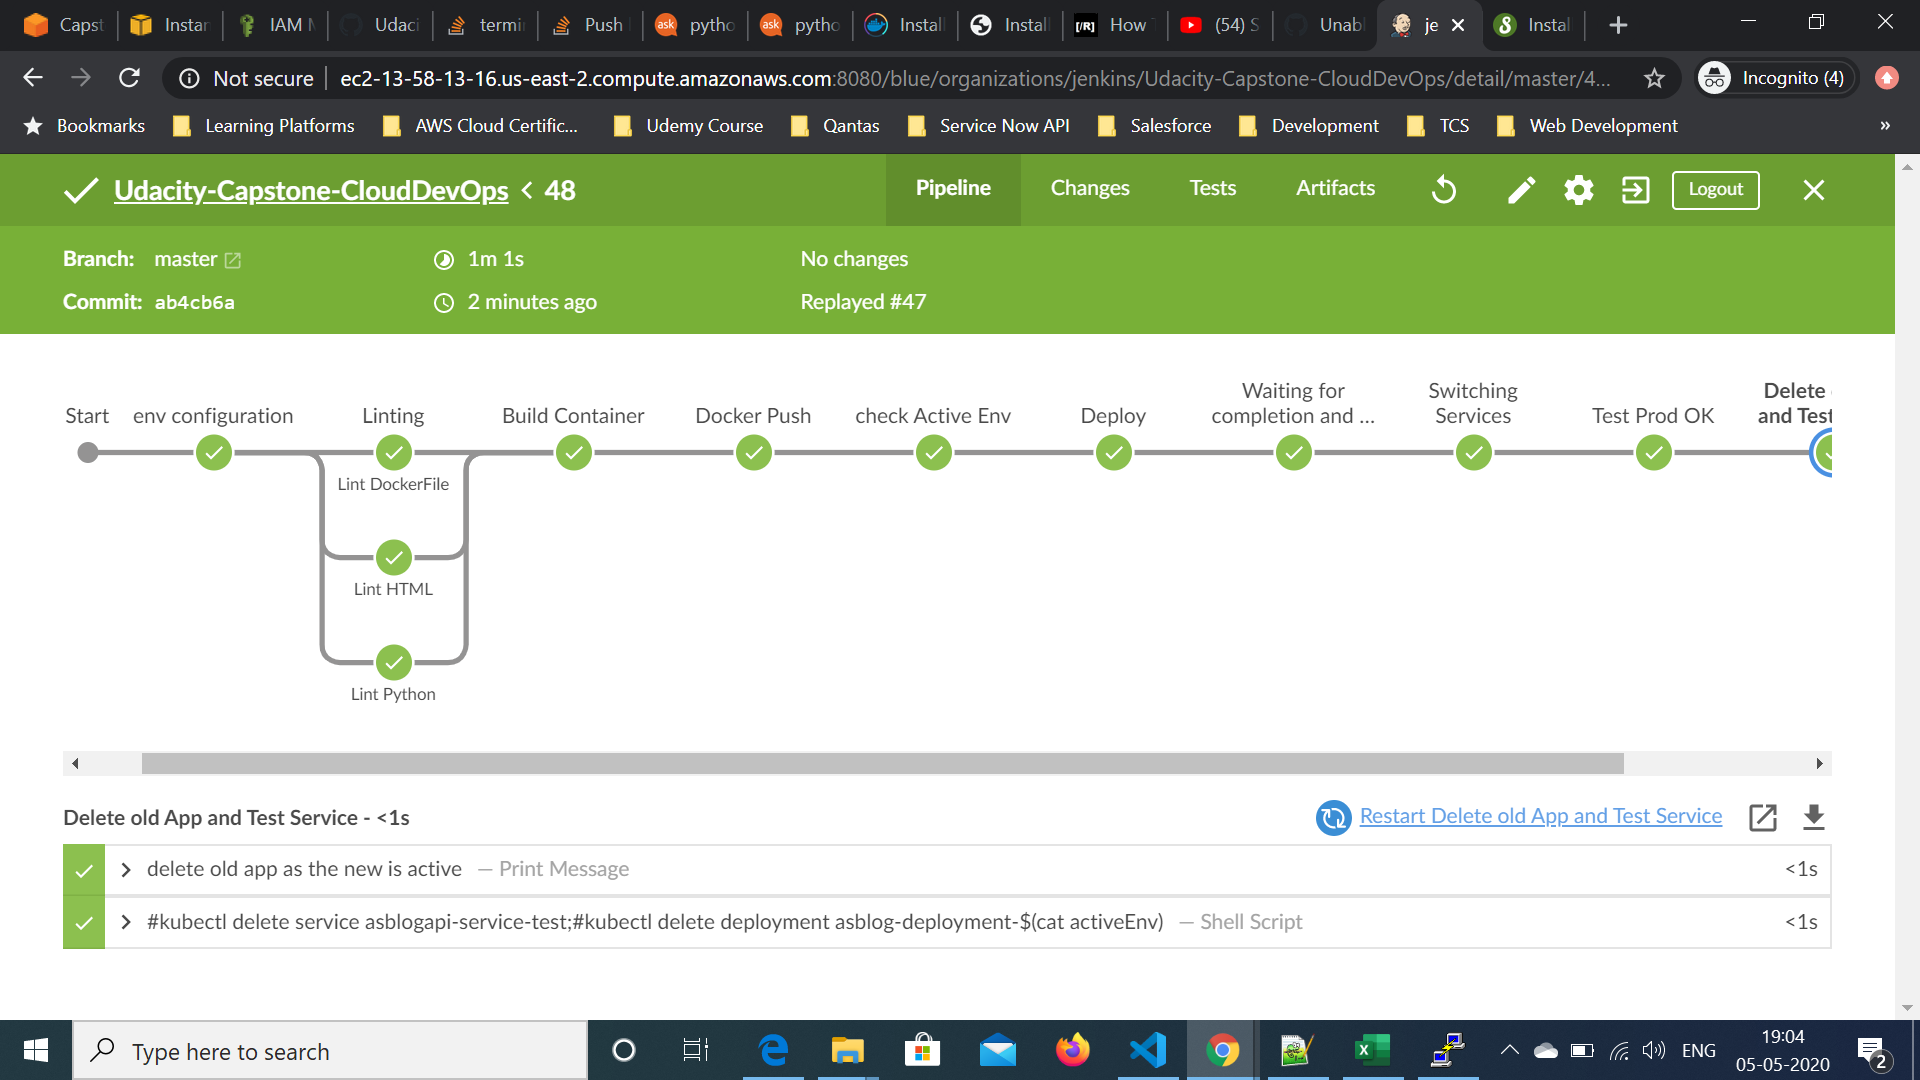 Capst
Instan
IAM M
Udaci
termin
Push
pytho
pytho
Install
Install
How
(54) S
Unab
je
Instal
Not secure
ec2-13-58-13-16.us-east-2.compute.amazonaws.com:8080/blue/organizations/jenkins/Udacity-Capstone-CloudDevOps/detail/master/4...
Incognito (4)
Bookmarks
Learning Platforms
AWS Cloud Certific...
Udemy Course
Qantas
Service Now API
Salesforce
Development
TCS
Web Development
»
Udacity-Capstone-CloudDevOps < 48
Pipeline
Changes
Tests
Artifacts
Logout
Branch: master
1m 1s
No changes
Commit: ab4cb6a
2 minutes ago
Replayed #47
Start
env configuration
Linting
Build Container
Docker Push
check Active Env
Deploy
Waiting for
completion and ...
Switching
Services
Test Prod OK
Delete
and Test
Lint DockerFile
Lint HTML
Lint Python
Delete old App and Test Service - <1s
Restart Delete old App and Test Service
delete old app as the new is active — Print Message
<1s
#kubectl delete service asblogapi-service-test;#kubectl delete deployment asblog-deployment-$(cat activeEnv) — Shell Script
<1s
Type here to search
ENG
19:04
05-05-2020
2